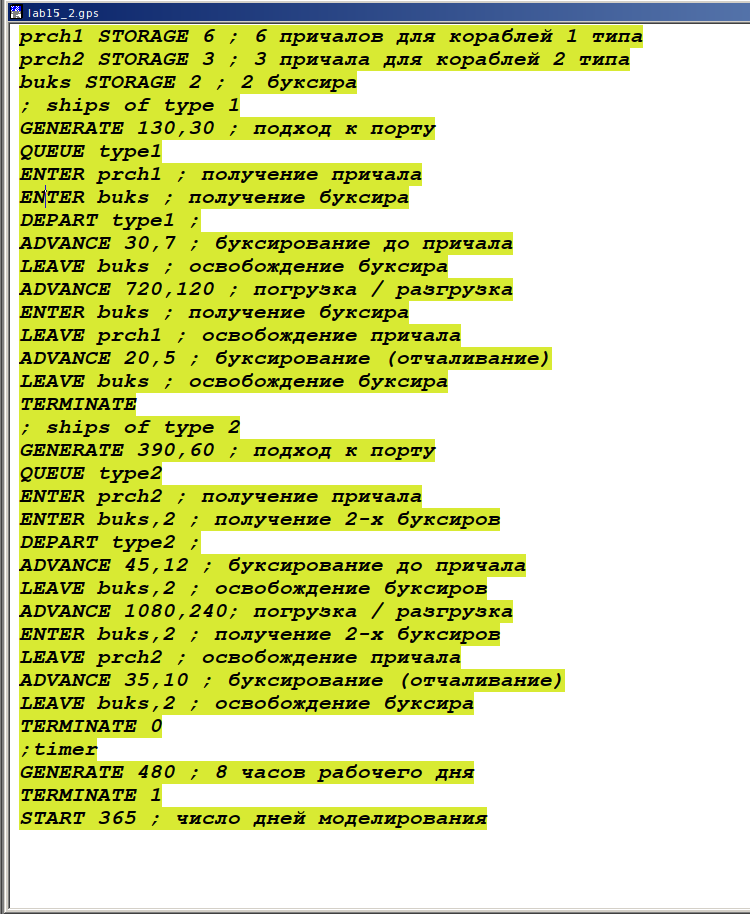 lab15_2.gps
prch1 STORAGE 6 ; 6 причалов для кораблей 1 типа
prch2 STORAGE 3 ; 3 причала для кораблей 2 типа
buks STORAGE 2 ; 2 буксира
; ships of type 1
GENERATE 130,30 ; подход к порту
QUEUE type1
ENTER prch1 ; получение причала
ENTER buks ; получение буксира
DEPART type1 ;
ADVANCE 30,7 ; буксирование до причала
LEAVE buks ; освобождение буксира
ADVANCE 720,120 ; погрузка / разгрузка
ENTER buks ; получение буксира
LEAVE prch1 ; освобождение причала
ADVANCE 20,5 ; буксирование (отчаливание)
LEAVE buks ; освобождение буксира
TERMINATE
; ships of type 2
GENERATE 390,60 ; подход к порту
QUEUE type2
ENTER prch2 ; получение причала
ENTER buks,2 ; получение 2-х буксиров
DEPART type2 ;
ADVANCE 45,12 ; буксирование до причала
LEAVE buks,2 ; освобождение буксиров
ADVANCE 1080,240; погрузка / разгрузка
ENTER buks,2 ; получение 2-х буксиров
LEAVE prch2 ; освобождение причала
ADVANCE 35,10 ; буксирование (отчаливание)
LEAVE buks,2 ; освобождение буксира
TERMINATE 0
;timer
GENERATE 480 ; 8 часов рабочего дня
TERMINATE 1
START 365 ; число дней моделирования